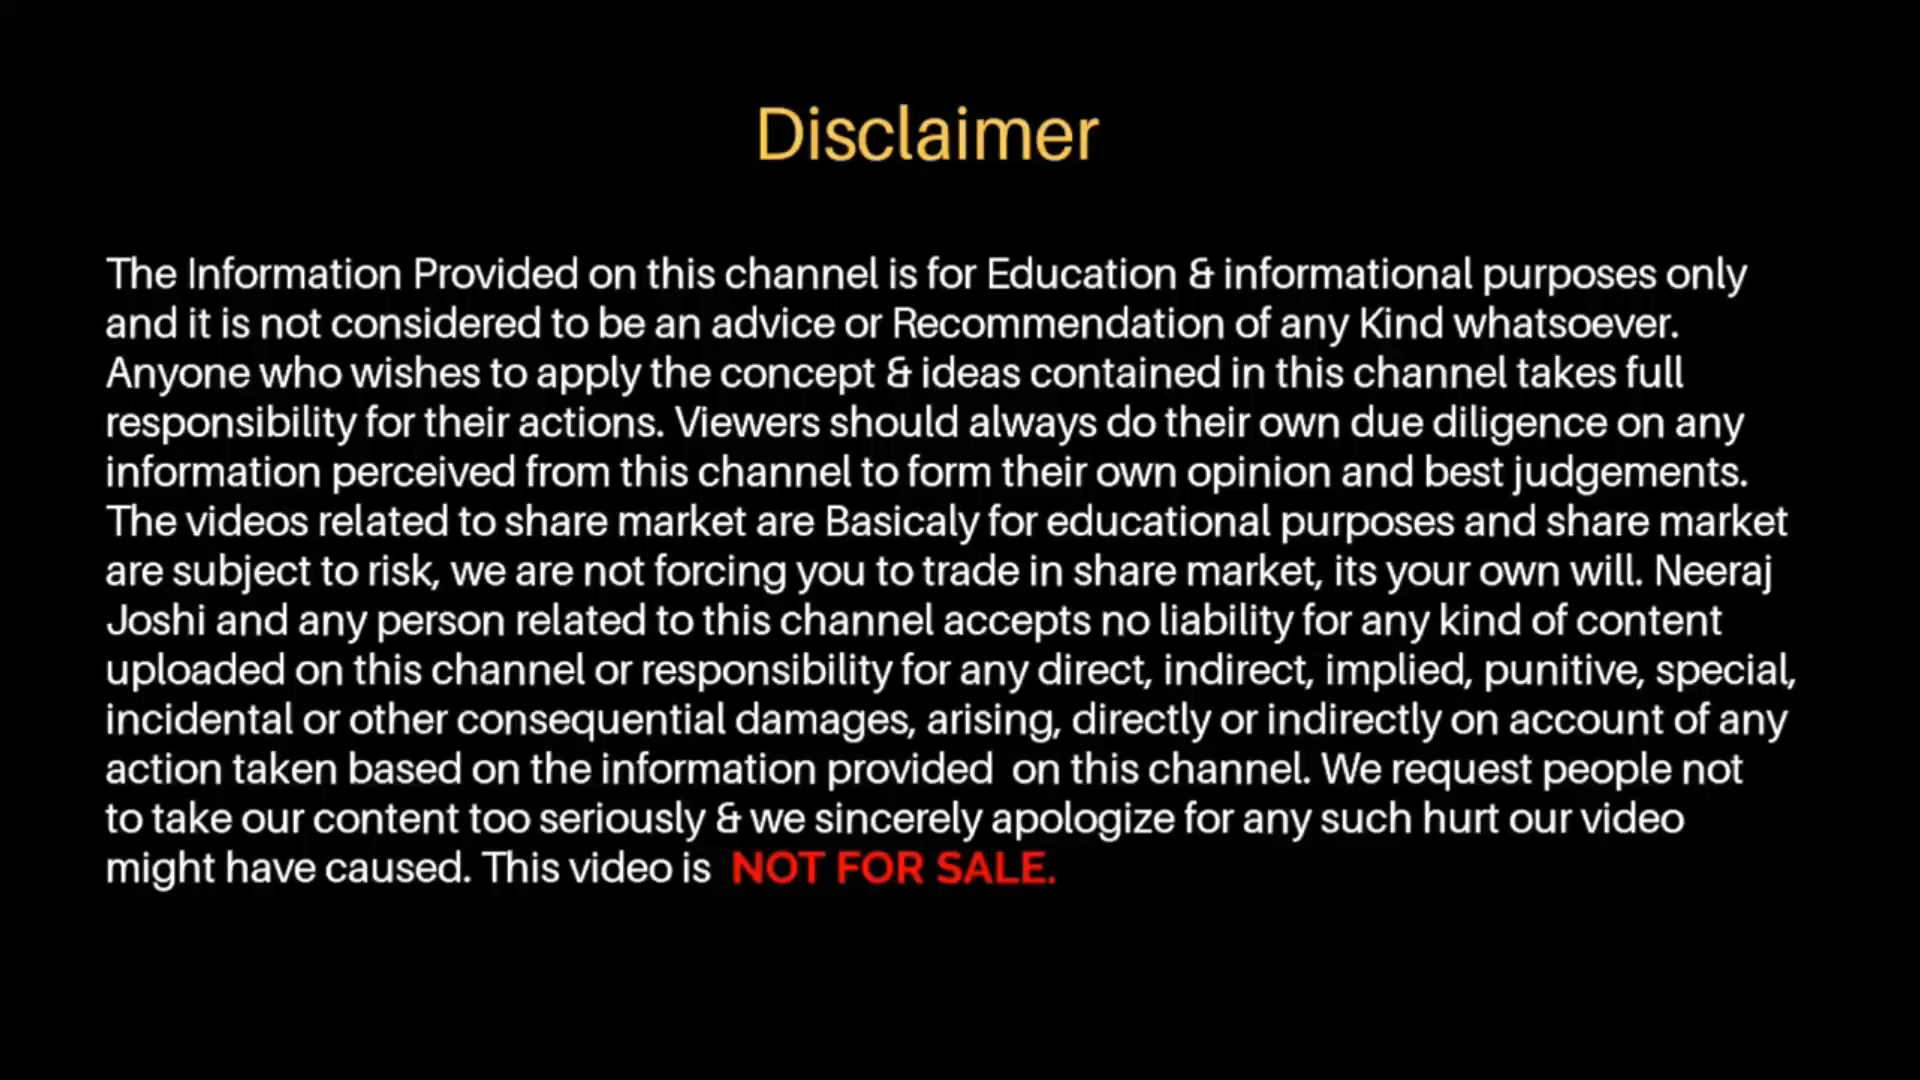 Disclaimer
The Information Provided on this channel is for Education & informational purposes only
and it is not considered to be an advice or Recommendation of any Kind whatsoever.
Anyone who wishes to apply the concept & ideas contained in this channel takes full
responsibility for their actions. Viewers should always do their own due diligence on any
information perceived from this channel to form their own opinion and best judgements.
The videos related to share market are Basicaly for educational purposes and share market
are subject to risk, we are not forcing you to trade in share market, its your own will. Neeraj
Joshi and any person related to this channel accepts no liability for any kind of content
uploaded on this channel or responsibility for any direct, indirect, implied, punitive, special,
incidental or other consequential damages, arising, directly or indirectly on account of any
action taken based on the information provided on this channel. We request people not
to take our content too seriously & we sincerely apologize for any such hurt our video
might have caused. This video is NOT FOR SALE.